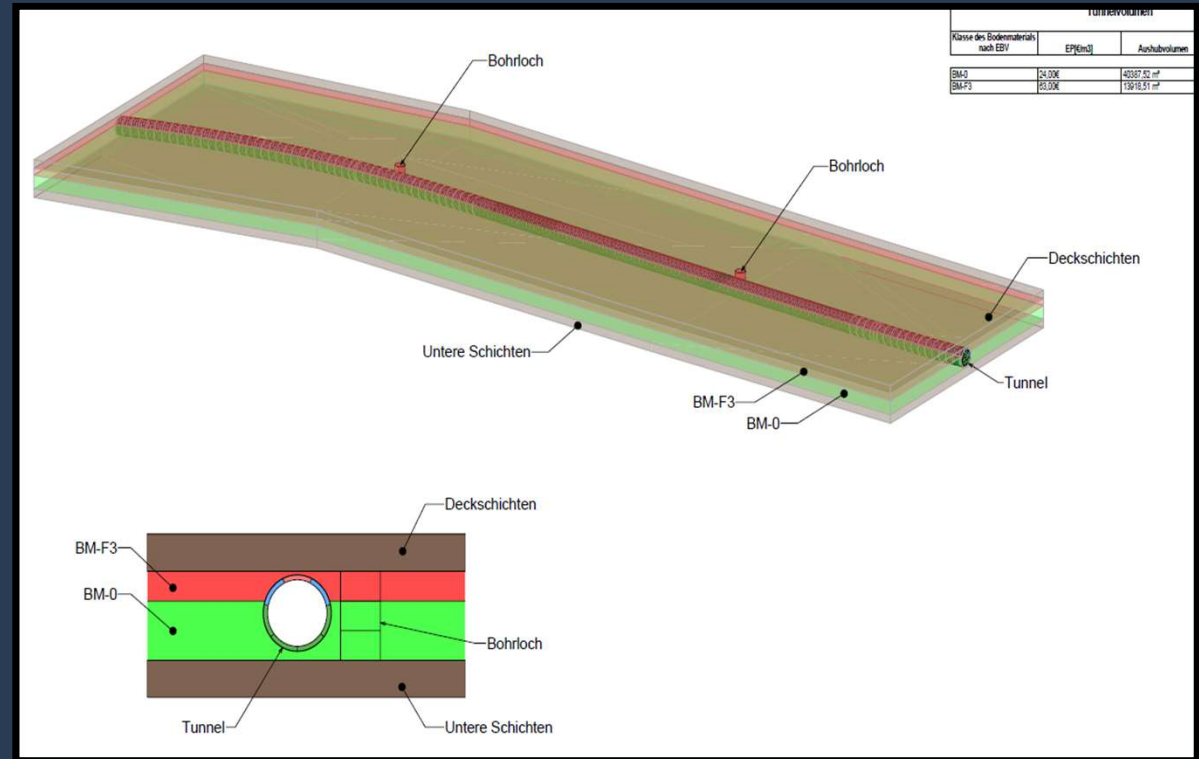 Tunnelvolumen
Klasse des Bodenmaterials
nach EBV
EP[€/m3]
Aushubvolumen
BM-0 24,00€ 40387,52 m³
BM-F3 63,00€ 13918,51 m³
Bohrloch
Bohrloch
Deckschichten
Untere Schichten
Tunnel
BM-F3
BM-0
Deckschichten
BM-F3
BM-0
Bohrloch
Tunnel
Untere Schichten